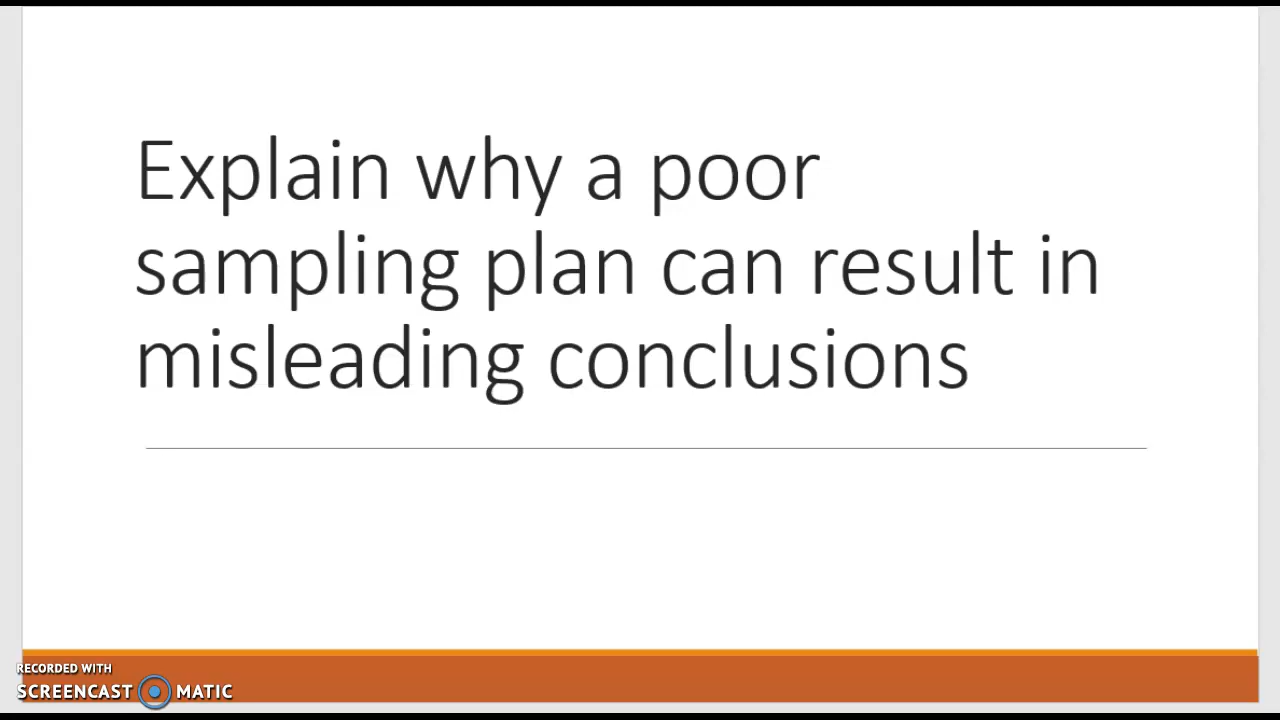 Explain why a poor
sampling plan can result in
misleading conclusions
RECORDED WITH
SCREENCAST MATIC